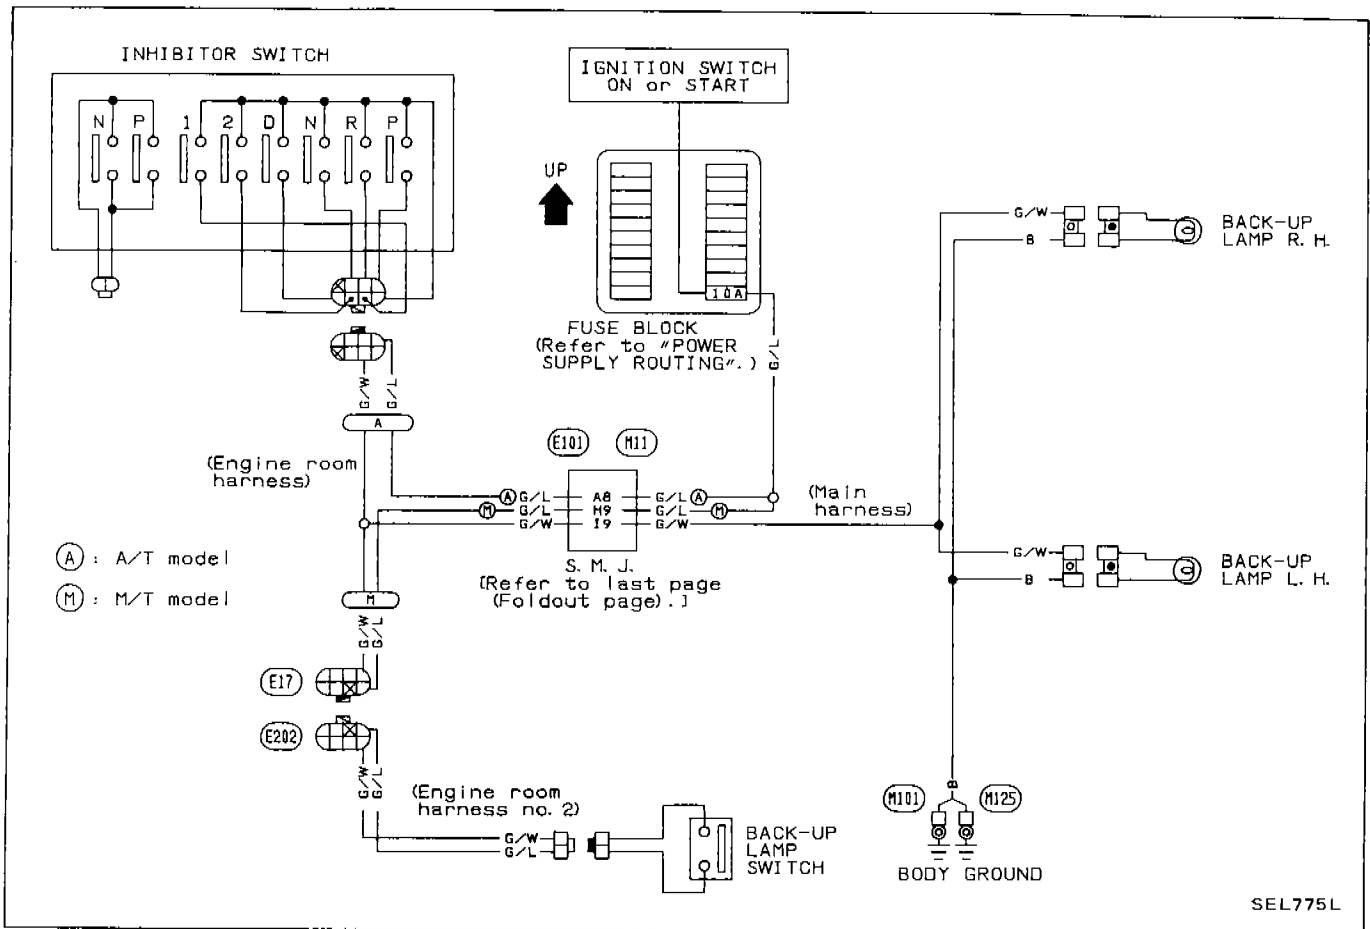 INHIBITOR SWITCH
N P 1 2 D N R P
IGNITION SWITCH
ON or START
UP
10A
FUSE BLOCK
(Refer to "POWER
SUPPLY ROUTING".)
G/L
G/W
B
BACK-UP
LAMP R. H.
G/W
G/L
A
(Engine room
harness)
E101
M11
A G/L A8 G/L A
M G/L H9 G/L M
G/W I9 G/W
(Main
harness)
S. M. J.
[Refer to last page
(Foldout page).]
A : A/T model
M : M/T model
G/W
B
BACK-UP
LAMP L. H.
M
G/W
G/L
E17
E202
G/W
G/L
(Engine room
harness no. 2)
G/W
G/L
BACK-UP
LAMP
SWITCH
B
M101
M125
BODY GROUND
SEL775L